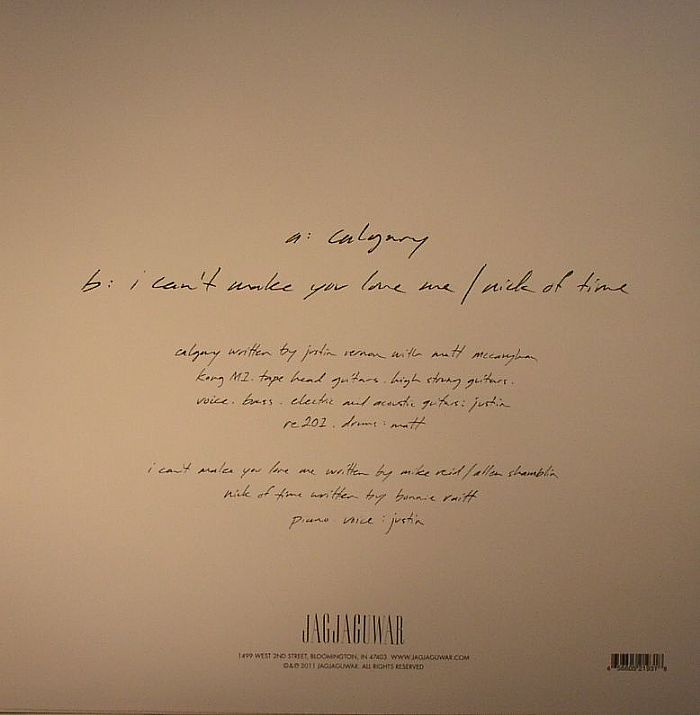 a: calgary
b: i can't make you love me / nick of time
calgary written by justin vernon with matt mccaughan
korg M1. tape head guitars. high strung guitars.
voice. bass. electric and acoustic guitars: justin
re201. drums: matt
i can't make you love me written by mike reid/allen shamblin
nick of time written by bonnie raitt
piano. voice: justin
JAGJAGUWAR
1499 WEST 2ND STREET, BLOOMINGTON, IN 47403 WWW.JAGJAGUWAR.COM
©&℗ 2011 JAGJAGUWAR. ALL RIGHTS RESERVED